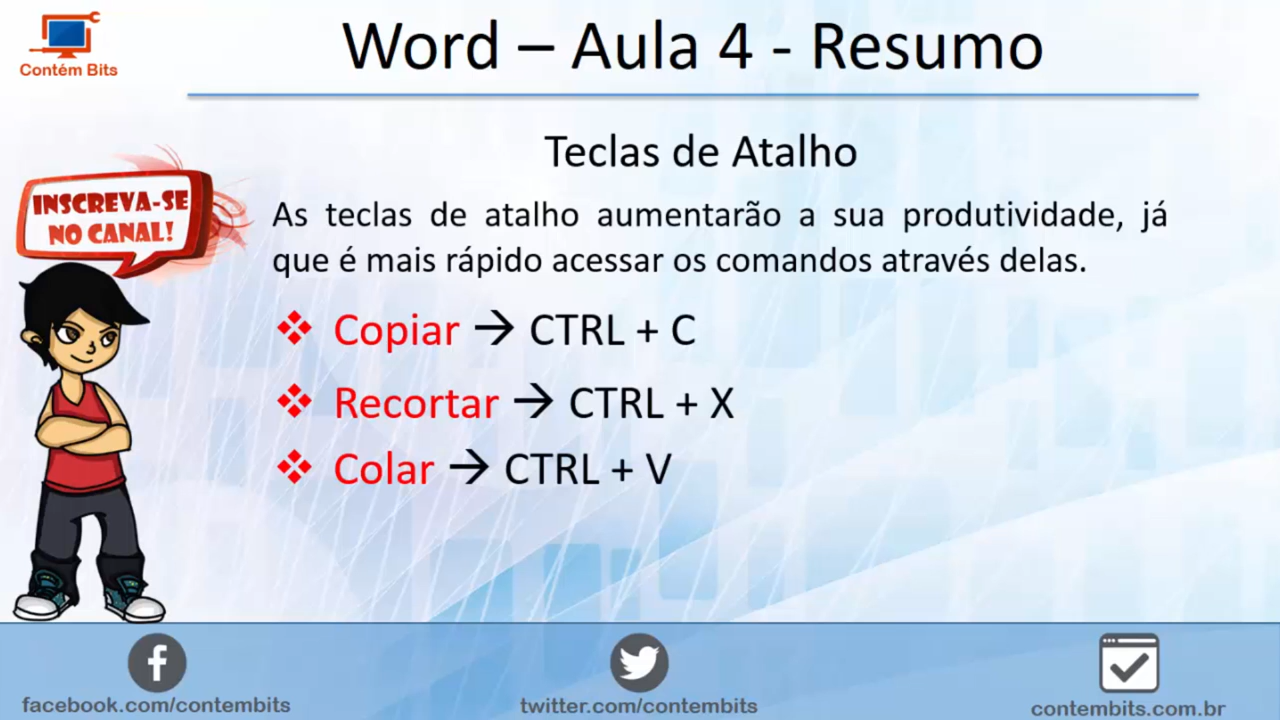 Contém Bits
Word – Aula 4 - Resumo
Teclas de Atalho
INSCREVA-SE
NO CANAL!
As teclas de atalho aumentarão a sua produtividade, já
que é mais rápido acessar os comandos através delas.
❖ Copiar → CTRL + C
❖ Recortar → CTRL + X
❖ Colar → CTRL + V
facebook.com/contembits
twitter.com/contembits
contembits.com.br